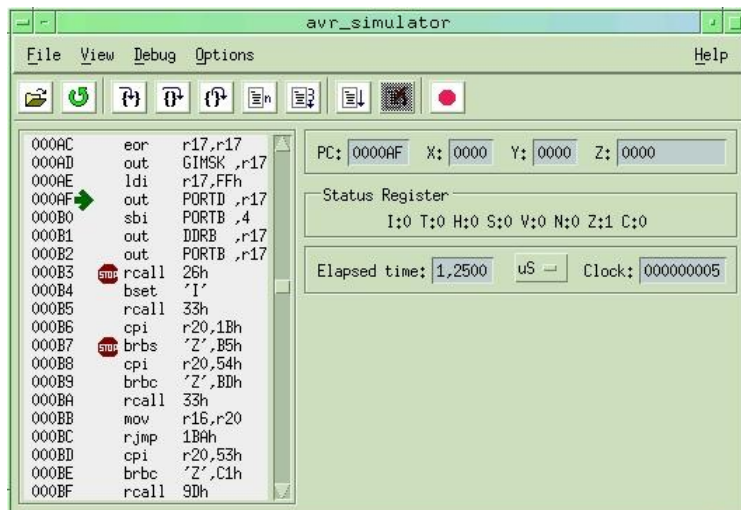 avr_simulator
File View Debug Options Help
000AC eor r17,r17
000AD out GIMSK ,r17
000AE ldi r17,FFh
000AF out PORTD ,r17
000B0 sbi PORTB ,4
000B1 out DDRB ,r17
000B2 out PORTB ,r17
000B3 STOP rcall 26h
000B4 bset 'I'
000B5 rcall 33h
000B6 cpi r20,1Bh
000B7 STOP brbs 'Z',B5h
000B8 cpi r20,54h
000B9 brbc 'Z',BDh
000BA rcall 33h
000BB mov r16,r20
000BC rjmp 1BAh
000BD cpi r20,53h
000BE brbc 'Z',C1h
000BF rcall 9Dh
PC: 0000AF X: 0000 Y: 0000 Z: 0000
Status Register
I:0 T:0 H:0 S:0 V:0 N:0 Z:1 C:0
Elapsed time: 1,2500 uS Clock: 000000005